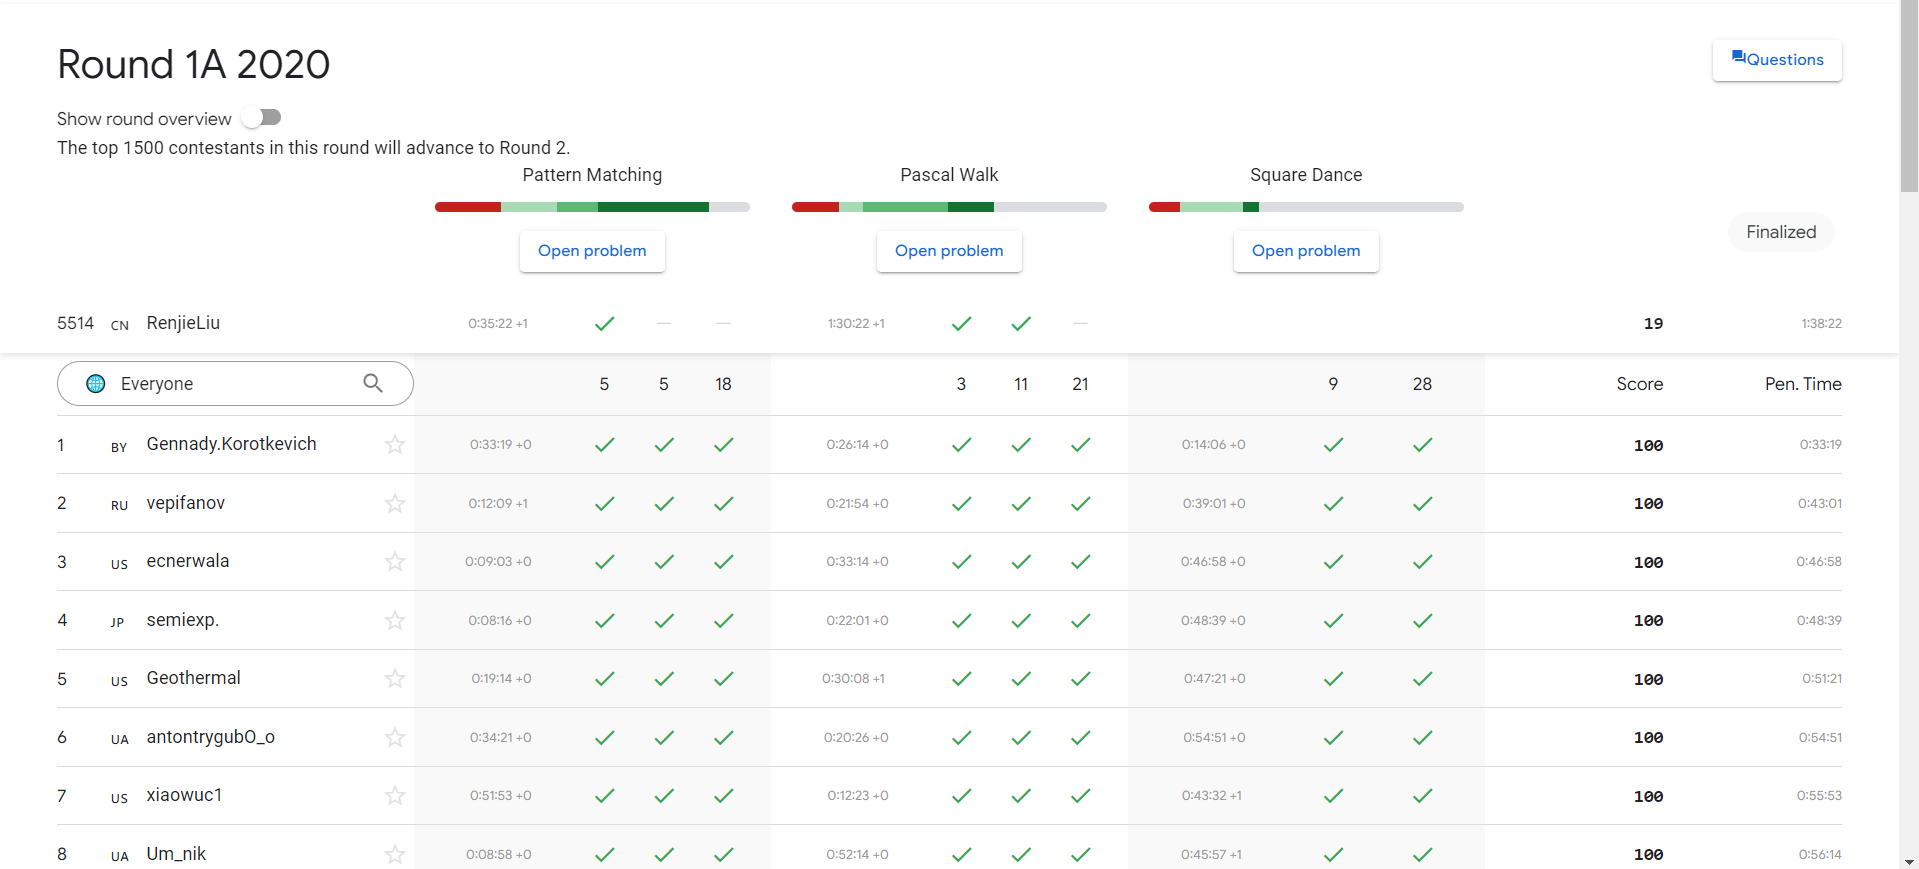 Round 1A 2020
Questions
Show round overview
The top 1500 contestants in this round will advance to Round 2.
Pattern Matching Pascal Walk Square Dance
Open problem Open problem Open problem
Finalized
5514 CN RenjieLiu 0:35:22 +1 1:30:22 +1 19 1:38:22
Everyone 5 5 18 3 11 21 9 28 Score Pen. Time
1 BY Gennady.Korotkevich 0:33:19 +0 0:26:14 +0 0:14:06 +0 100 0:33:19
2 RU vepifanov 0:12:09 +1 0:21:54 +0 0:39:01 +0 100 0:43:01
3 US ecnerwala 0:09:03 +0 0:33:14 +0 0:46:58 +0 100 0:46:58
4 JP semiexp. 0:08:16 +0 0:22:01 +0 0:48:39 +0 100 0:48:39
5 US Geothermal 0:19:14 +0 0:30:08 +1 0:47:21 +0 100 0:51:21
6 UA antontrygubO_o 0:34:21 +0 0:20:26 +0 0:54:51 +0 100 0:54:51
7 US xiaowuc1 0:51:53 +0 0:12:23 +0 0:43:32 +1 100 0:55:53
8 UA Um_nik 0:08:58 +0 0:52:14 +0 0:45:57 +1 100 0:56:14